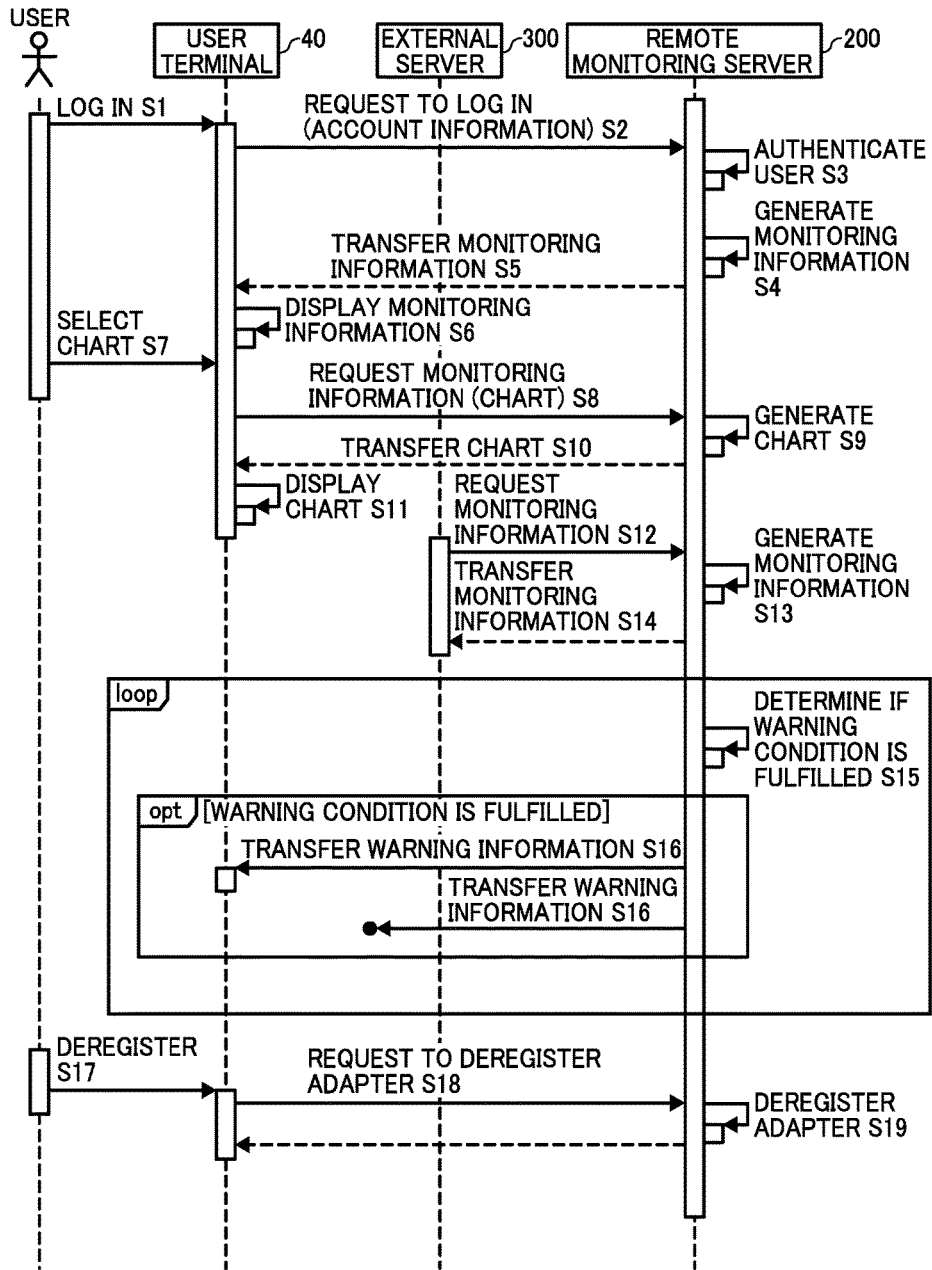 USER
USER
TERMINAL
40
EXTERNAL
SERVER
300
REMOTE
MONITORING SERVER
200
LOG IN S1
REQUEST TO LOG IN
(ACCOUNT INFORMATION) S2
AUTHENTICATE
USER S3
GENERATE
MONITORING
INFORMATION
S4
TRANSFER MONITORING
INFORMATION S5
DISPLAY MONITORING
INFORMATION S6
SELECT
CHART S7
REQUEST MONITORING
INFORMATION (CHART) S8
GENERATE
CHART S9
TRANSFER CHART S10
DISPLAY
CHART S11
REQUEST
MONITORING
INFORMATION S12
GENERATE
MONITORING
INFORMATION
S13
TRANSFER
MONITORING
INFORMATION S14
loop
DETERMINE IF
WARNING
CONDITION IS
FULFILLED S15
opt
[WARNING CONDITION IS FULFILLED]
TRANSFER WARNING INFORMATION S16
TRANSFER WARNING
INFORMATION S16
DEREGISTER
S17
REQUEST TO DEREGISTER
ADAPTER S18
DEREGISTER
ADAPTER S19